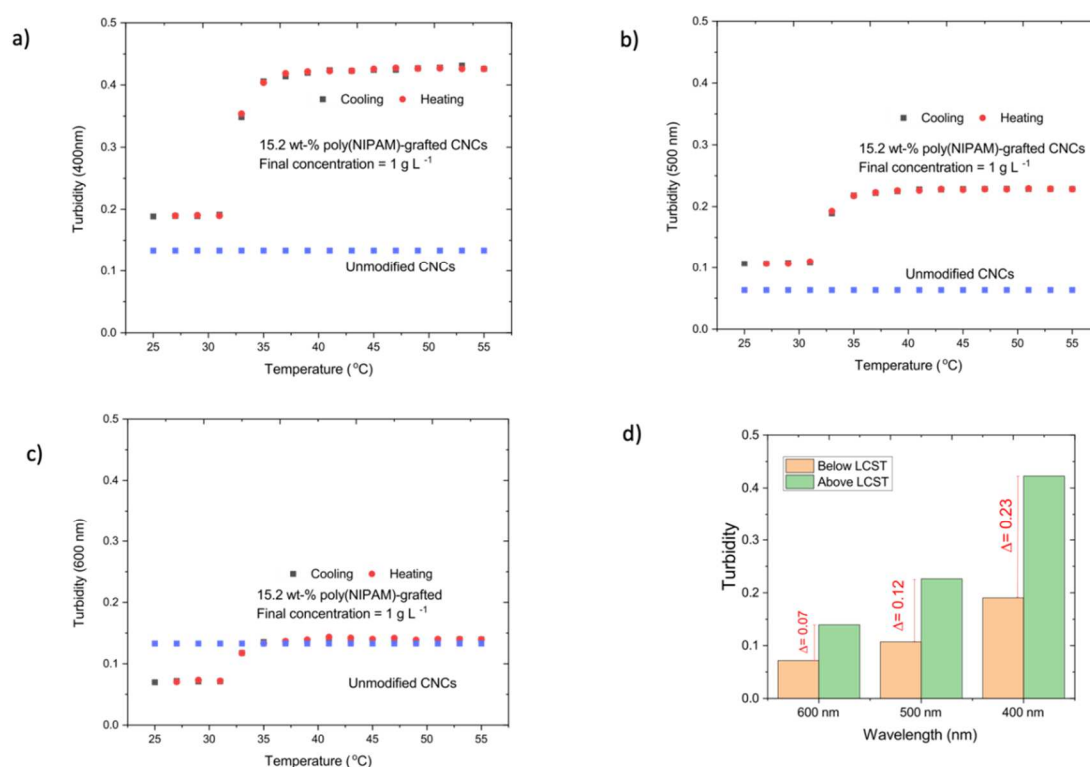 a)
0.5
0.4
0.3
0.2
0.1
0.0
Turbidity (400nm)
Cooling Heating
15.2 wt-% poly(NIPAM)-grafted CNCs
Final concentration = 1 g L ⁻¹
Unmodified CNCs
25 30 35 41 45 51 55
Temperature (°C)
b)
0.5
0.4
0.3
0.2
0.1
0.0
Turbidity (500 nm)
Cooling Heating
15.2 wt-% poly(NIPAM)-grafted CNCs
Final concentration = 1 g L ⁻¹
Unmodified CNCs
25 30 35 41 45 51 55
Temperature (°C)
c)
0.5
0.4
0.3
0.2
0.1
0.0
Turbidity (600 nm)
Cooling Heating
15.2 wt-% poly(NIPAM)-grafted
Final concentration = 1 g L ⁻¹
Unmodified CNCs
25 30 35 41 45 51 55
Temperature (°C)
d)
0.5
0.4
0.3
0.2
0.1
0.0
Turbidity
Below LCST
Above LCST
Δ= 0.07
Δ= 0.12
Δ= 0.23
600 nm 500 nm 400 nm
Wavelength (nm)